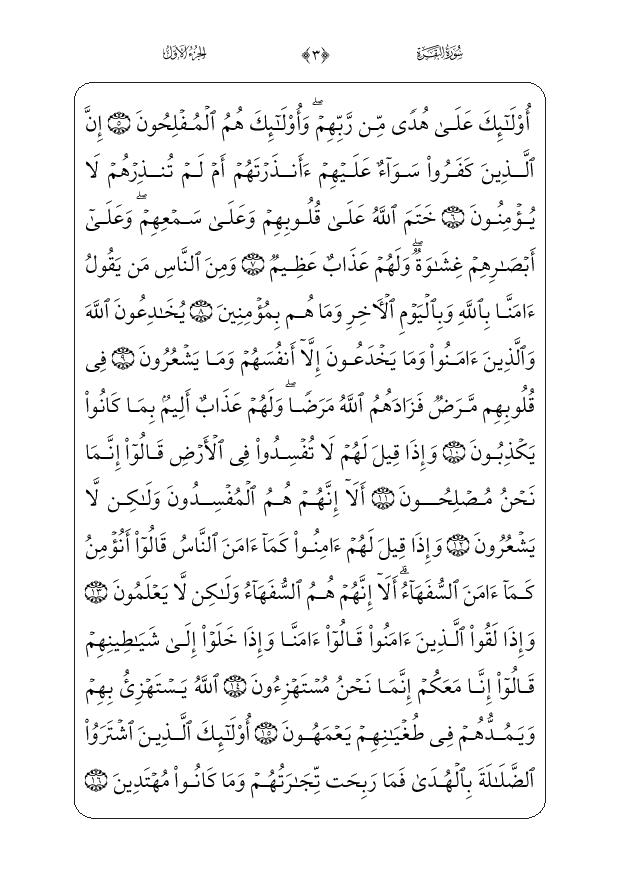 سُورَةُ البَقَرَةِ ﴿٣﴾ الجُزْءُ الأَوَّلُ
أُوْلَٰٓئِكَ عَلَىٰ هُدًى مِّن رَّبِّهِمْۖ وَأُوْلَٰٓئِكَ هُمُ ٱلْمُفْلِحُونَ ۝٥ إِنَّ
ٱلَّذِينَ كَفَرُواْ سَوَآءٌ عَلَيْهِمْ ءَأَنذَرْتَهُمْ أَمْ لَمْ تُنذِرْهُمْ لَا
يُؤْمِنُونَ ۝٦ خَتَمَ ٱللَّهُ عَلَىٰ قُلُوبِهِمْ وَعَلَىٰ سَمْعِهِمْۖ وَعَلَىٰٓ
أَبْصَٰرِهِمْ غِشَٰوَةٌۖ وَلَهُمْ عَذَابٌ عَظِيمٌ ۝٧ وَمِنَ ٱلنَّاسِ مَن يَقُولُ
ءَامَنَّا بِٱللَّهِ وَبِٱلْيَوْمِ ٱلْأٓخِرِ وَمَا هُم بِمُؤْمِنِينَ ۝٨ يُخَٰدِعُونَ ٱللَّهَ
وَٱلَّذِينَ ءَامَنُواْ وَمَا يَخْدَعُونَ إِلَّآ أَنفُسَهُمْ وَمَا يَشْعُرُونَ ۝٩ فِى
قُلُوبِهِم مَّرَضٌ فَزَادَهُمُ ٱللَّهُ مَرَضًاۖ وَلَهُمْ عَذَابٌ أَلِيمٌۢ بِمَا كَانُواْ
يَكْذِبُونَ ۝١٠ وَإِذَا قِيلَ لَهُمْ لَا تُفْسِدُواْ فِى ٱلْأَرْضِ قَالُوٓاْ إِنَّمَا
نَحْنُ مُصْلِحُونَ ۝١١ أَلَآ إِنَّهُمْ هُمُ ٱلْمُفْسِدُونَ وَلَٰكِن لَّا
يَشْعُرُونَ ۝١٢ وَإِذَا قِيلَ لَهُمْ ءَامِنُواْ كَمَآ ءَامَنَ ٱلنَّاسُ قَالُوٓاْ أَنُؤْمِنُ
كَمَآ ءَامَنَ ٱلسُّفَهَآءُۗ أَلَآ إِنَّهُمْ هُمُ ٱلسُّفَهَآءُ وَلَٰكِن لَّا يَعْلَمُونَ ۝١٣
وَإِذَا لَقُواْ ٱلَّذِينَ ءَامَنُواْ قَالُوٓاْ ءَامَنَّا وَإِذَا خَلَوْاْ إِلَىٰ شَيَٰطِينِهِمْ
قَالُوٓاْ إِنَّا مَعَكُمْ إِنَّمَا نَحْنُ مُسْتَهْزِءُونَ ۝١٤ ٱللَّهُ يَسْتَهْزِئُ بِهِمْ
وَيَمُدُّهُمْ فِى طُغْيَٰنِهِمْ يَعْمَهُونَ ۝١٥ أُوْلَٰٓئِكَ ٱلَّذِينَ ٱشْتَرَوُاْ
ٱلضَّلَٰلَةَ بِٱلْهُدَىٰ فَمَا رَبِحَت تِّجَٰرَتُهُمْ وَمَا كَانُواْ مُهْتَدِينَ ۝١٦